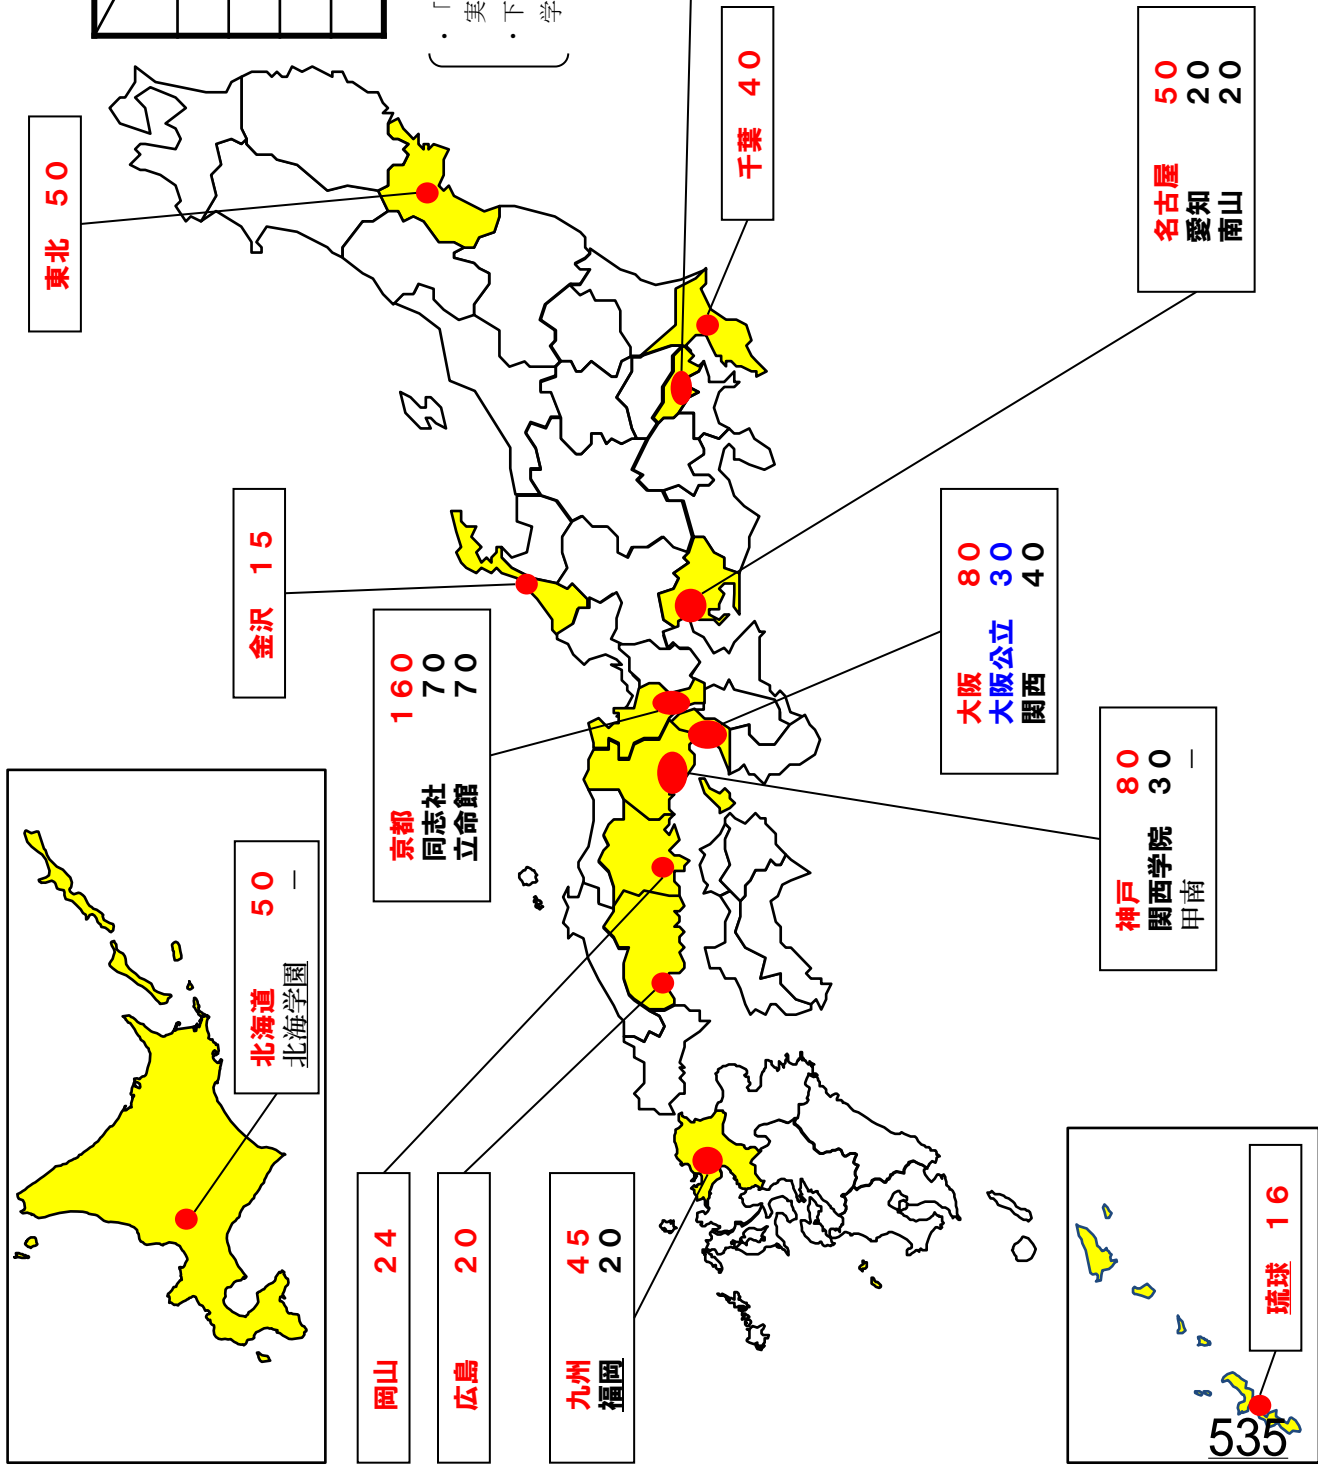 「
・
実
・下
学
東北 ５０
千葉 ４０
名古屋 ５０
愛知 ２０
南山 ２０
金沢 １５
京都 １６０
同志社 ７０
立命館 ７０
大阪 ８０
大阪公立 ３０
関西 ４０
神戸 ８０
関西学院 ３０
甲南 －
北海道 ５０
北海学園 －
岡山 ２４
広島 ２０
九州 ４５
福岡 ２０
琉球 １６
535